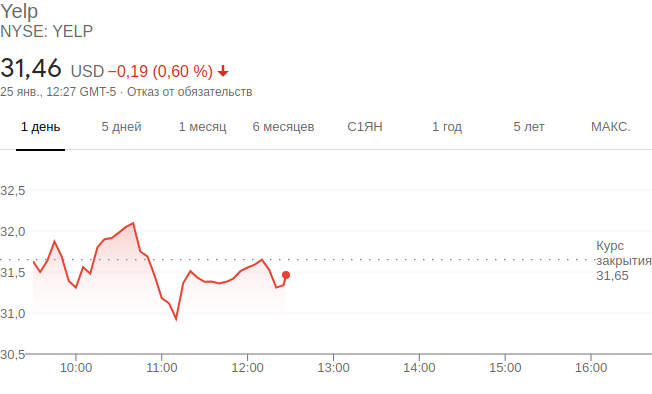 Yelp
NYSE: YELP
31,46 USD −0,19 (0,60 %)
25 янв., 12:27 GMT-5 · Отказ от обязательств
1 день 5 дней 1 месяц 6 месяцев С1ЯН 1 год 5 лет МАКС.
32,5
32,0
31,5
31,0
30,5
Курс
закрытия
31,65
10:00 11:00 12:00 13:00 14:00 15:00 16:00